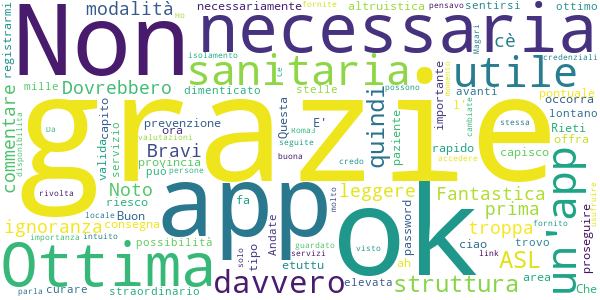 modalità
necessariamente
altruistica
sentirsi
ottimo
fornite
pensavo
mo
registrarmi
Non
necessaria
isolamento
Magari
cè
credenziali
sanitaria
utile
mille
Dovrebbero
dimenticato
stelle
possono
avanti
puntuale
commentare
grazie
valida
capito
servizio
prevenzione
ora
Questa
E'
quindi
paziente
importante
l'
occorra
lontano
disponibilità
Ua
valutazioni
Bravi
Roma
seguite
rapido
cambiate
stessa
Rieti
offra
provincia
può
persone
buona
credo
accedere
capisco
un'app
Noto
riesco
rivolta
app
ok
leggere
Fantastica
usufruire
ignoranza
locale
Buon
consegna
fa
Andate
molto
prima
importanza
intuito
possibilità
tipo
solo
servizi
guardato
visto
password
troppa
ciao
link
fornito
trovo
proseguire
Ottima
etuttu
ah
elevata
ASL
area
Che
parla
curare
straordinario
davvero
struttura